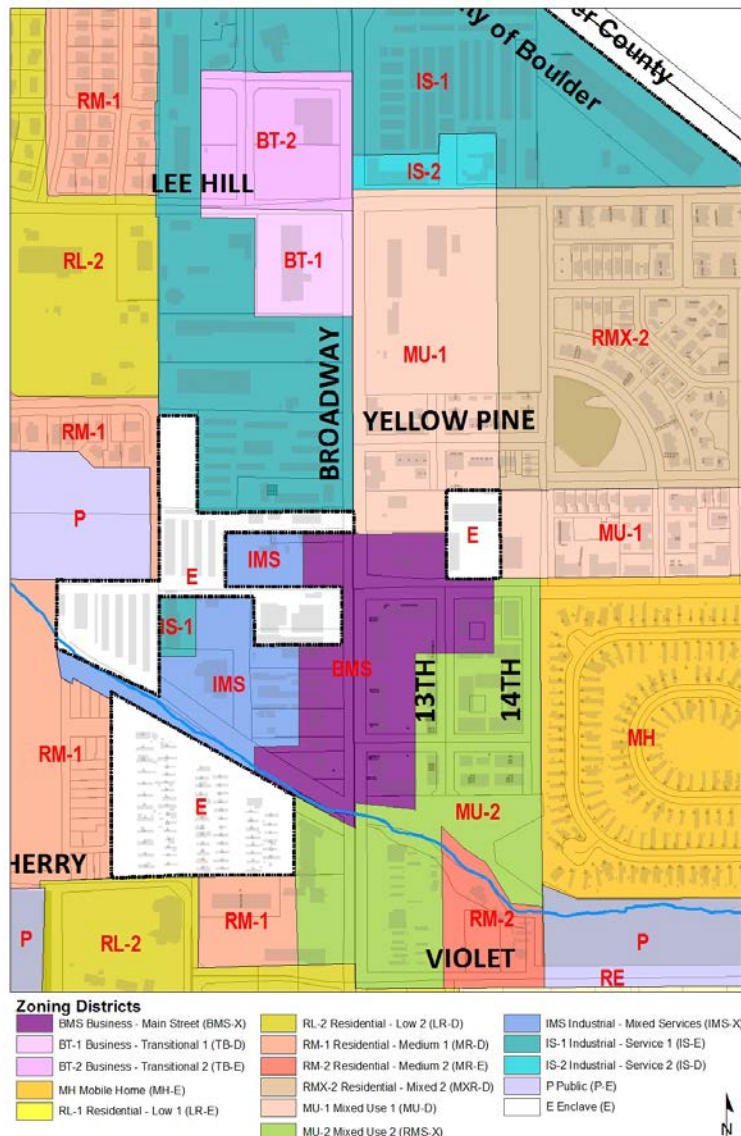 er County
ty of Boulder
IS-1
RM-1
BT-2
IS-2
LEE HILL
RL-2
BT-1
RMX-2
MU-1
BROADWAY
YELLOW PINE
RM-1
P
E
MU-1
IMS
E
IS-1
BMS
IMS
13TH
14TH
MH
RM-1
E
MU-2
HERRY
P
RL-2
RM-1
RM-2
P
VIOLET
RE
Zoning Districts
BMS Business - Main Street (BMS-X)
BT-1 Business - Transitional 1 (TB-D)
BT-2 Business - Transitional 2 (TB-E)
MH Mobile Home (MH-E)
RL-1 Residential - Low 1 (LR-E)
RL-2 Residential - Low 2 (LR-D)
RM-1 Residential - Medium 1 (MR-D)
RM-2 Residential - Medium 2 (MR-E)
RMX-2 Residential - Mixed 2 (MXR-D)
MU-1 Mixed Use 1 (MU-D)
MU-2 Mixed Use 2 (RMS-X)
IMS Industrial - Mixed Services (IMS-X)
IS-1 Industrial - Service 1 (IS-E)
IS-2 Industrial - Service 2 (IS-D)
P Public (P-E)
E Enclave (E)
N